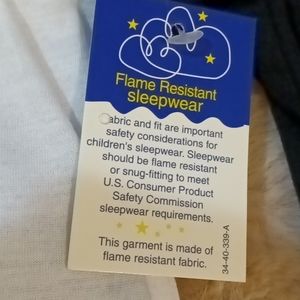 Flame Resistant
sleepwear
Fabric and fit are important
safety considerations for
children's sleepwear. Sleepwear
should be flame resistant
or snug-fitting to meet
U.S. Consumer Product
Safety Commission
sleepwear requirements.
This garment is made of
flame resistant fabric.
34-40-339-A